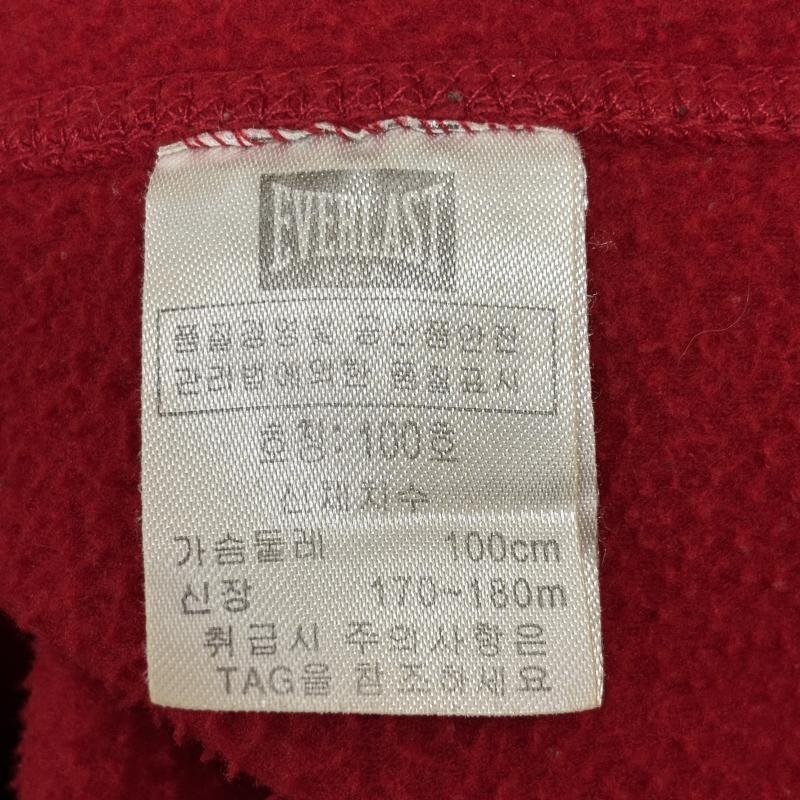 EVERLAST
품질경영및 공산품안전
관리법에의한 품질표시
호칭: 100호
신체치수
가슴둘레 100cm
신장 170~180m
취급시 주의사항은
TAG을 참조하세요